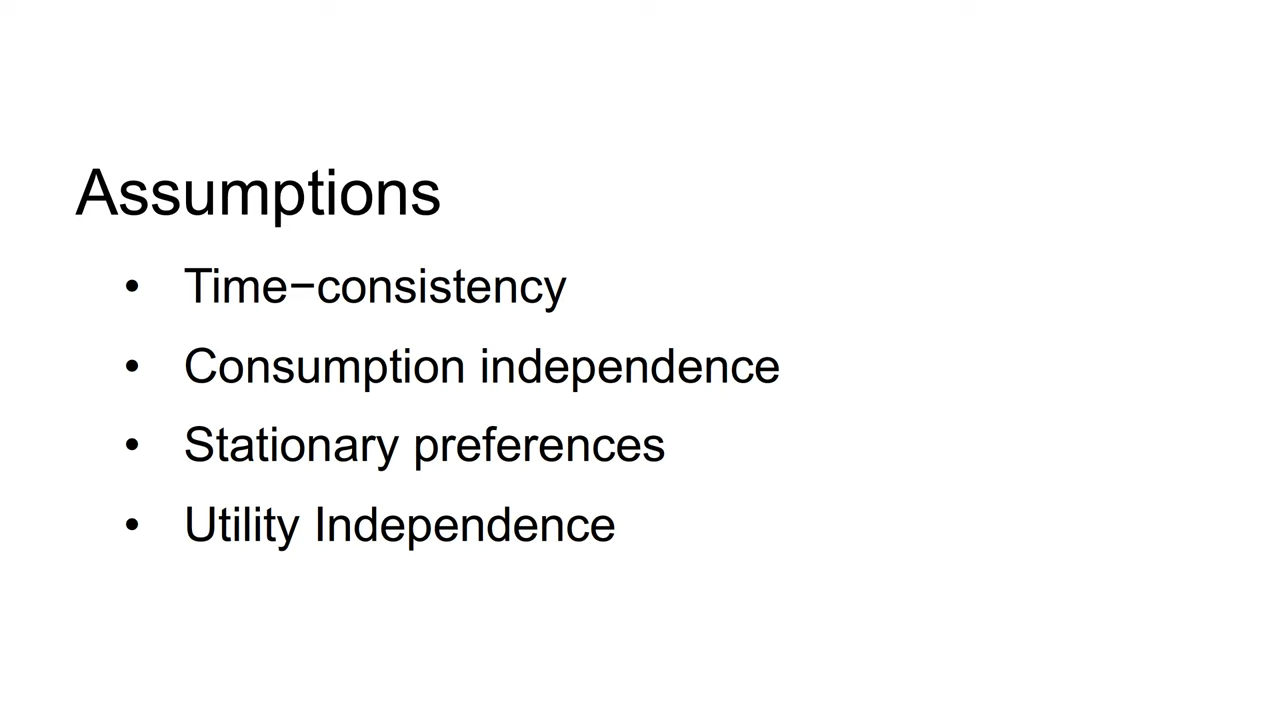 Assumptions
• Time−consistency
• Consumption independence
• Stationary preferences
• Utility Independence